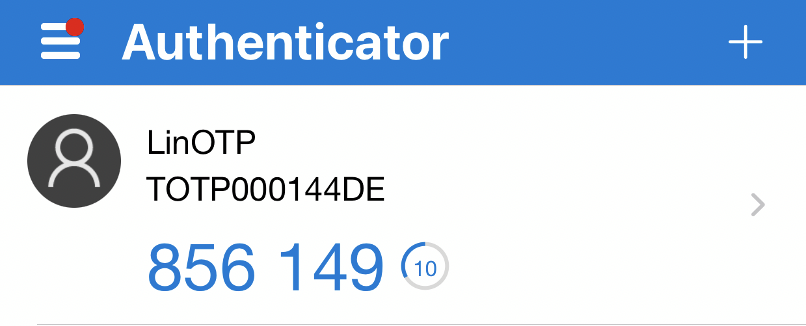 Authenticator
LinOTP
TOTP000144DE
856 149
10